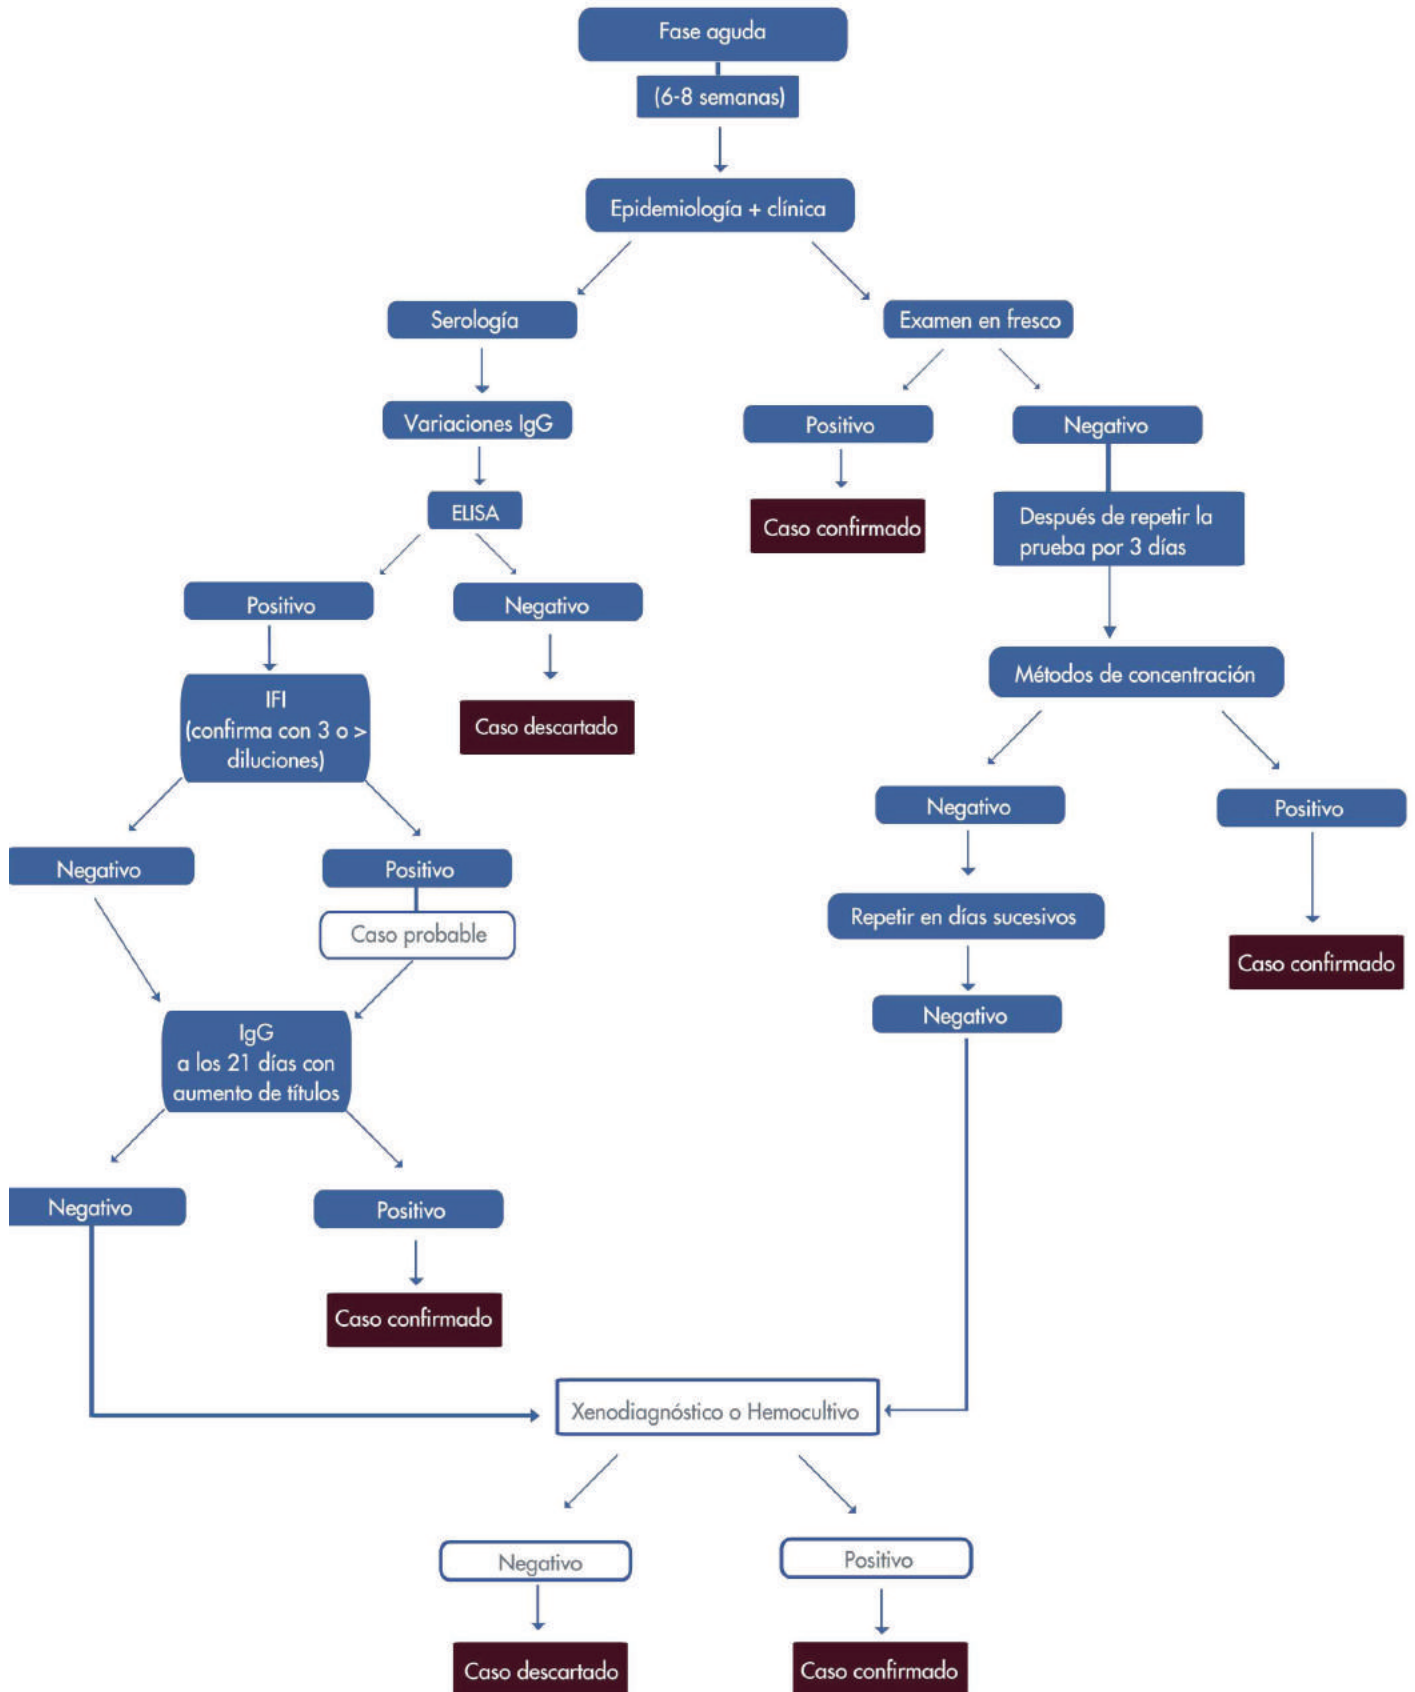 Fase aguda
(6-8 semanas)
Epidemiología + clínica
Serología
Examen en fresco
Variaciones IgG
Positivo
Negativo
ELISA
Caso confirmado
Después de repetir la
prueba por 3 días
Positivo
Negativo
IFI
(confirma con 3 o >
diluciones)
Caso descartado
Métodos de concentración
Negativo
Positivo
Negativo
Positivo
Caso probable
Repetir en días sucesivos
Caso confirmado
IgG
a los 21 días con
aumento de títulos
Negativo
Negativo
Positivo
Caso confirmado
Xenodiagnóstico o Hemocultivo
Negativo
Positivo
Caso descartado
Caso confirmado